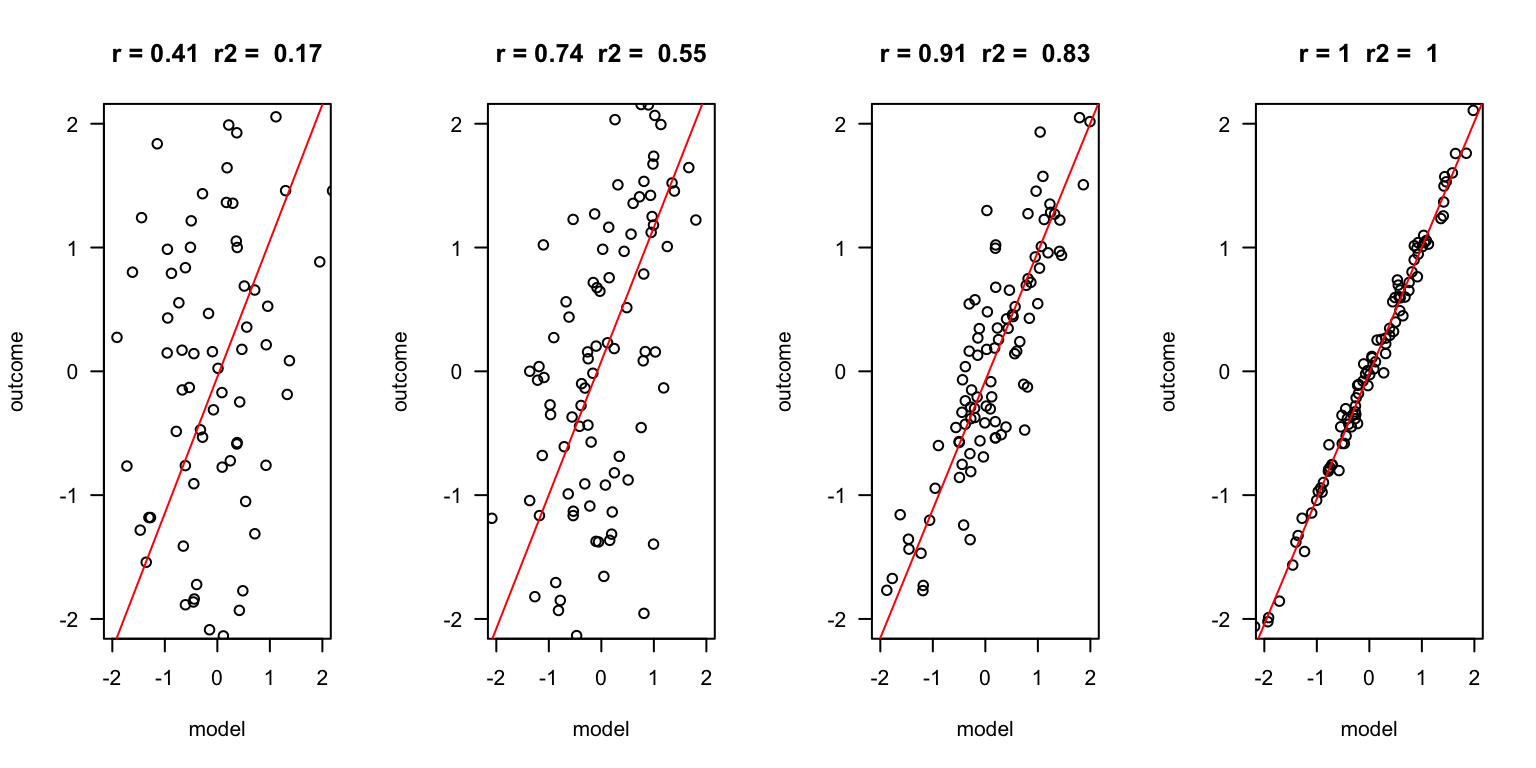 r = 0.41  r2 =  0.17
outcome
2
1
0
-1
-2
-2 -1 0 1 2
model
r = 0.74  r2 =  0.55
outcome
2
1
0
-1
-2
-2 -1 0 1 2
model
r = 0.91  r2 =  0.83
outcome
2
1
0
-1
-2
-2 -1 0 1 2
model
r = 1  r2 =  1
outcome
2
1
0
-1
-2
-2 -1 0 1 2
model